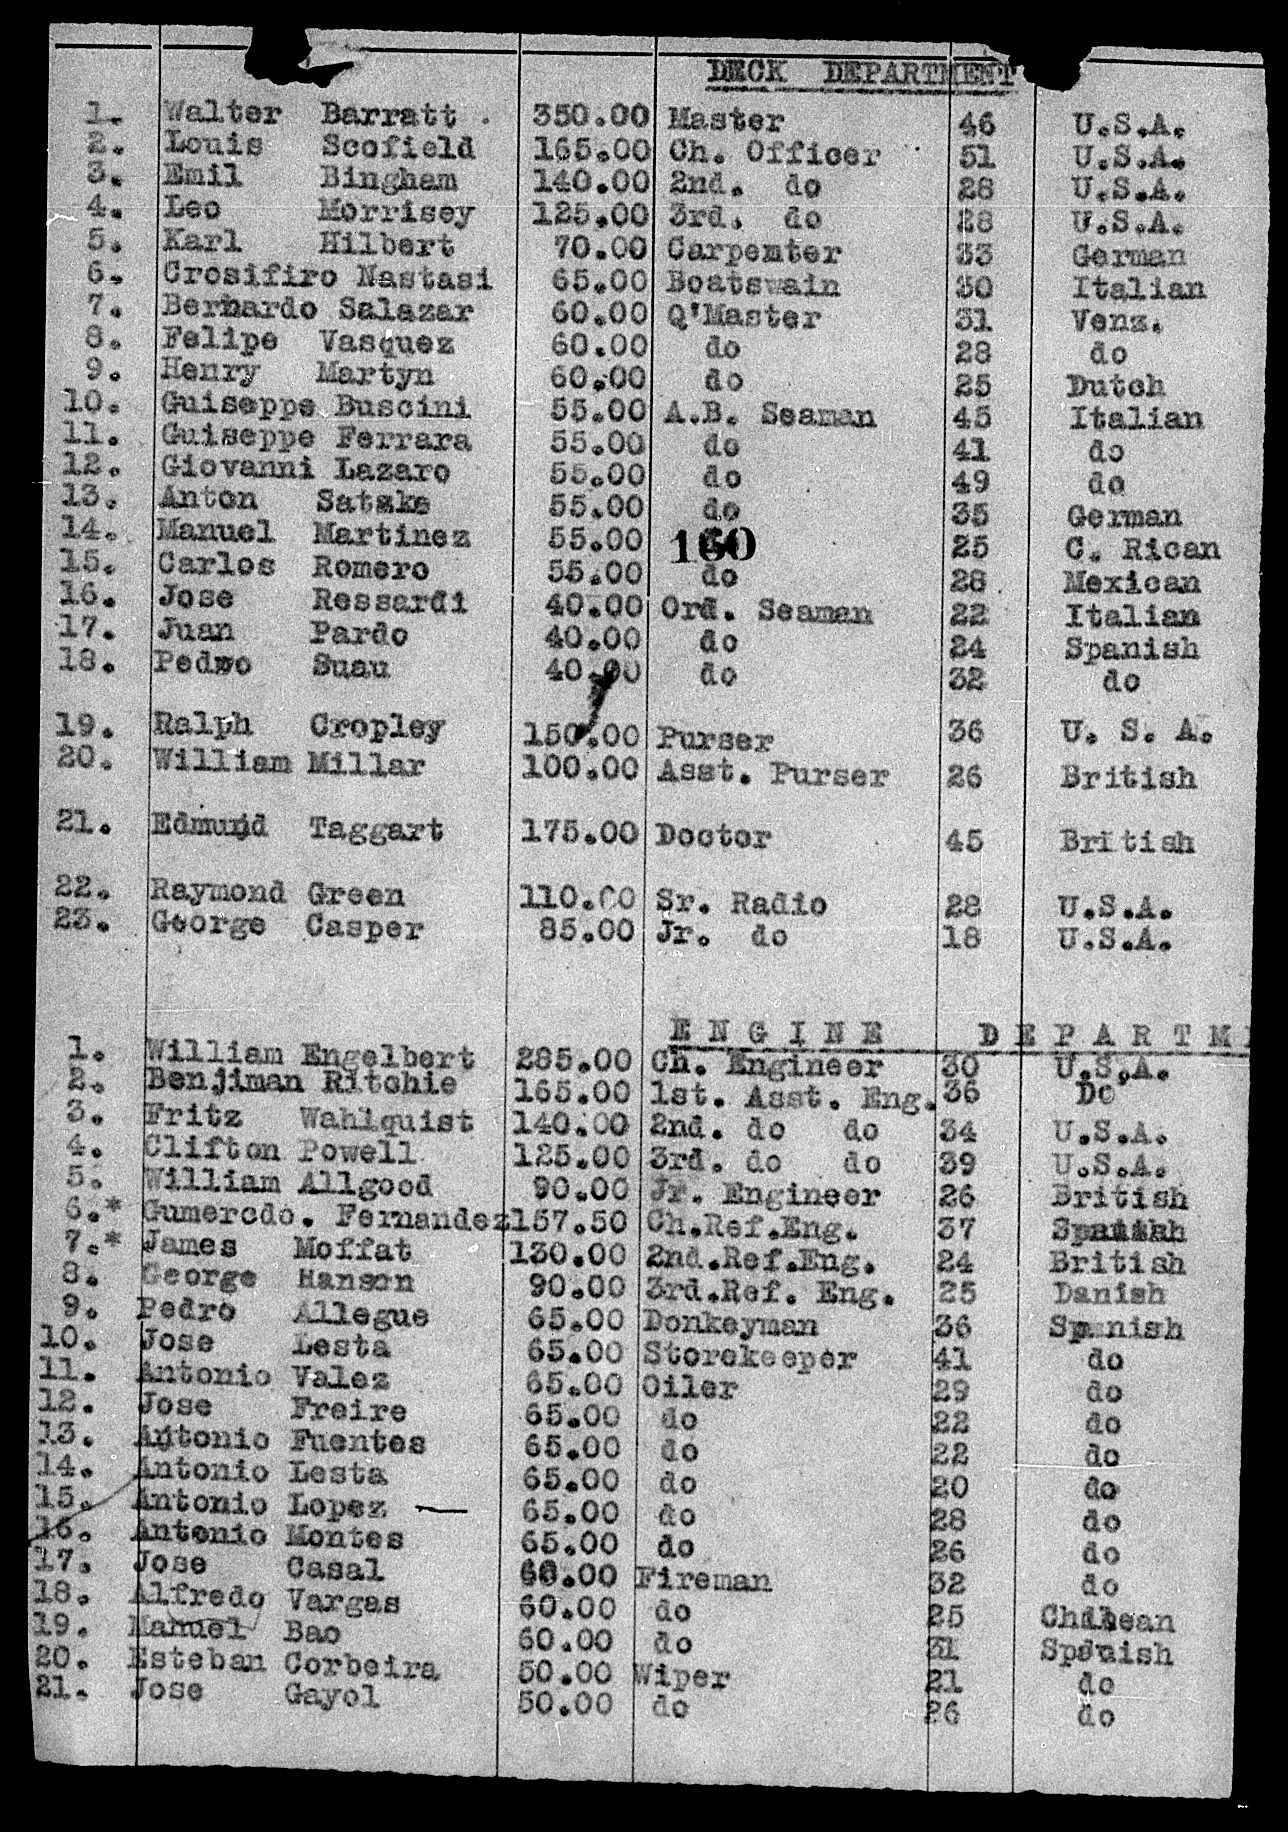 DECK DEPARTMENT
1. Walter Barratt . 350.00 Master 46 U.S.A.
2. Louis Scofield 165.00 Ch. Officer 51 U.S.A.
3. Emil Bingham 140.00 2nd. do 28 U.S.A.
4. Leo Morrisey 125.00 3rd. do 28 U.S.A.
5. Karl Hilbert 70.00 Carpenter 33 German
6. Crosifiro Nastasi 65.00 Boatswain 30 Italian
7. Bernardo Salazar 60.00 Q'Master 31 Venz.
8. Felipe Vasquez 60.00 do 28 do
9. Henry Martyn 60.00 do 25 Dutch
10. Guiseppe Buscini 55.00 A.B. Seaman 45 Italian
11. Guiseppe Ferrara 55.00 do 41 do
12. Giovanni Lazaro 55.00 do 49 do
13. Anton Satake 55.00 do 35 German
14. Manuel Martinez 55.00 160 25 C. Rican
15. Carlos Romero 55.00 do 28 Mexican
16. Jose Ressardi 40.00 Ord. Seaman 22 Italian
17. Juan Pardo 40.00 do 24 Spanish
18. Pedro Suau 40.00 do 32 do
19. Ralph Cropley 150.00 Purser 36 U. S. A.
20. William Millar 100.00 Asst. Purser 26 British
21. Edmund Taggart 175.00 Doctor 45 British
22. Raymond Green 110.00 Sr. Radio 28 U.S.A.
23. George Casper 85.00 Jr. do 18 U.S.A.
ENGINE DEPARTM
1. William Engelbert 285.00 Ch. Engineer 30 U.S.A.
2. Benjiman Ritchie 165.00 1st. Asst. Eng. 36 Do
3. Fritz Wahlquist 140.00 2nd. do do 34 U.S.A.
4. Clifton Powell 125.00 3rd. do do 39 U.S.A.
5. William Allgood 90.00 Jr. Engineer 26 British
6.* Gumercdo. Fernandez 157.50 Ch.Ref.Eng. 37 Spanish
7.* James Moffat 130.00 2nd.Ref.Eng. 24 British
8. George Hansen 90.00 3rd.Ref. Eng. 25 Danish
9. Pedro Allegue 65.00 Donkeyman 36 Spanish
10. Jose Lesta 65.00 Storekeeper 41 do
11. Antonio Valez 65.00 Oiler 29 do
12. Jose Freire 65.00 do 22 do
13. Antonio Fuentes 65.00 do 22 do
14. Antonio Lesta 65.00 do 20 do
15. Antonio Lopez 65.00 do 28 do
16. Antonio Montes 65.00 do 26 do
17. Jose Casal 60.00 Fireman 32 do
18. Alfredo Vargas 60.00 do 25 Chilean
19. Manuel Bao 60.00 do 31 Spanish
20. Esteban Corbeira 50.00 Wiper 21 do
21. Jose Gayol 50.00 do 26 do